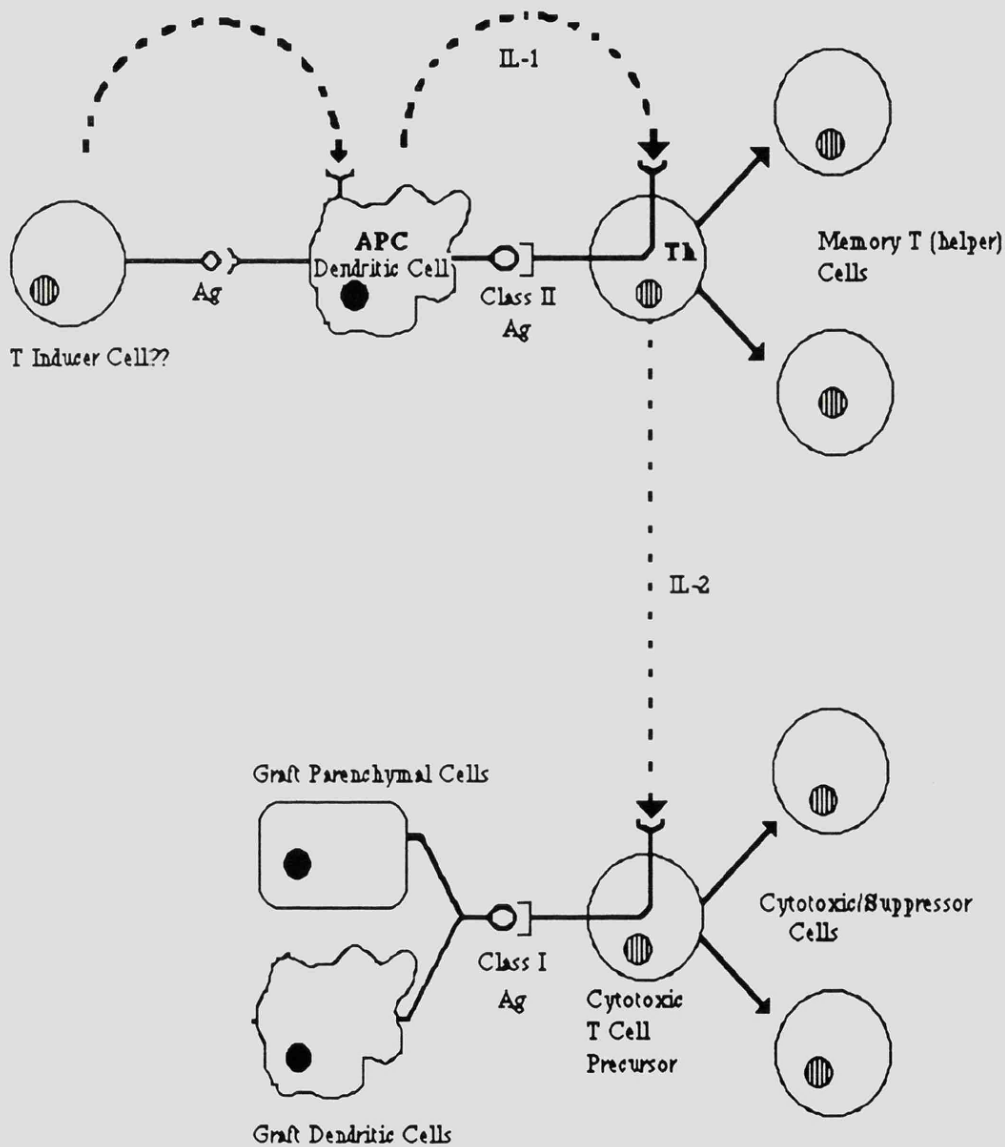 IL-1
APC
Dendritic Cell
Th
Ag
Class II
Ag
Memory T (helper)
Cells
T Inducer Cell??
IL-2
Graft Parenchymal Cells
Class I
Ag
Cytotoxic
T Cell
Precursor
Cytotoxic/Suppressor
Cells
Graft Dendritic Cells